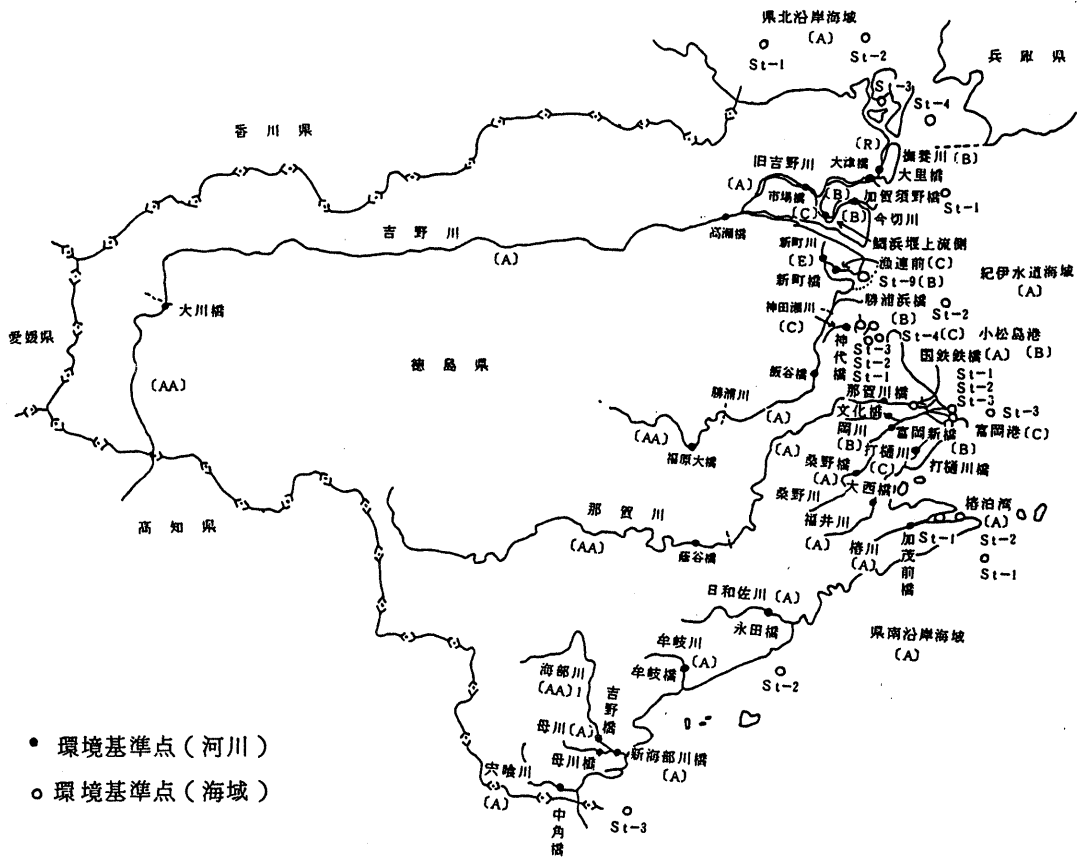 県北沿岸海域
(A)
St-1
St-2
兵庫県
St-3
St-4
香川県
(R)
撫養川(B)
旧吉野川
大津橋
大里橋
(A)
市場橋
(B)
加賀須野橋
St-1
(C)
(B)
今切川
吉野川
(A)
高瀬橋
鯛浜堰上流側
新町川
(E)
漁連前(C)
新町橋
St-9(B)
紀伊水道海域
(A)
大川橋
勝浦浜橋
(B)
St-2
神田瀬川
(C)
St-4(C)
小松島港
(B)
愛媛県
徳島県
神代橋
St-3
St-2
St-1
国鉄鉄橋(A)
St-1
St-2
St-3
飯谷橋
(AA)
勝浦川
(A)
那賀川橋
St-3
文化橋
(AA)
福原大橋
(A)
岡川
(B)
富岡新橋
富岡港(C)
打樋川
(C)
(B)
打樋川橋
桑野橋
(A)
大西橋
桑野川
高知県
那賀川
(AA)
蔭谷橋
福井川
(A)
椿泊湾
(A)
椿川
(A)
加茂前橋
St-1
St-2
St-1
日和佐川(A)
永田橋
県南沿岸海域
(A)
牟岐川
(A)
牟岐橋
St-2
海部川
(AA)
吉野橋
母川(A)
母川橋
新海部川橋
(A)
宍喰川
(A)
中角橋
St-3
● 環境基準点(河川)
○ 環境基準点(海域)